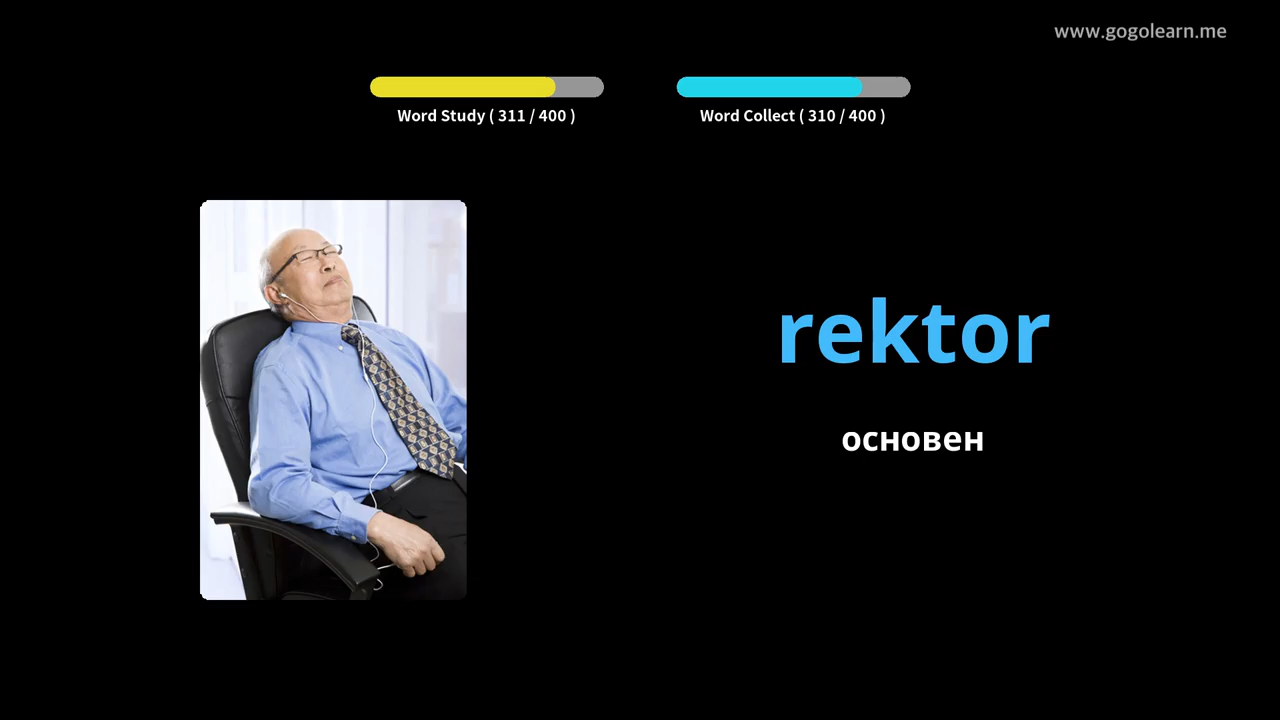 www.gogolearn.me
Word Study ( 311 / 400 )
Word Collect ( 310 / 400 )
rektor
основен